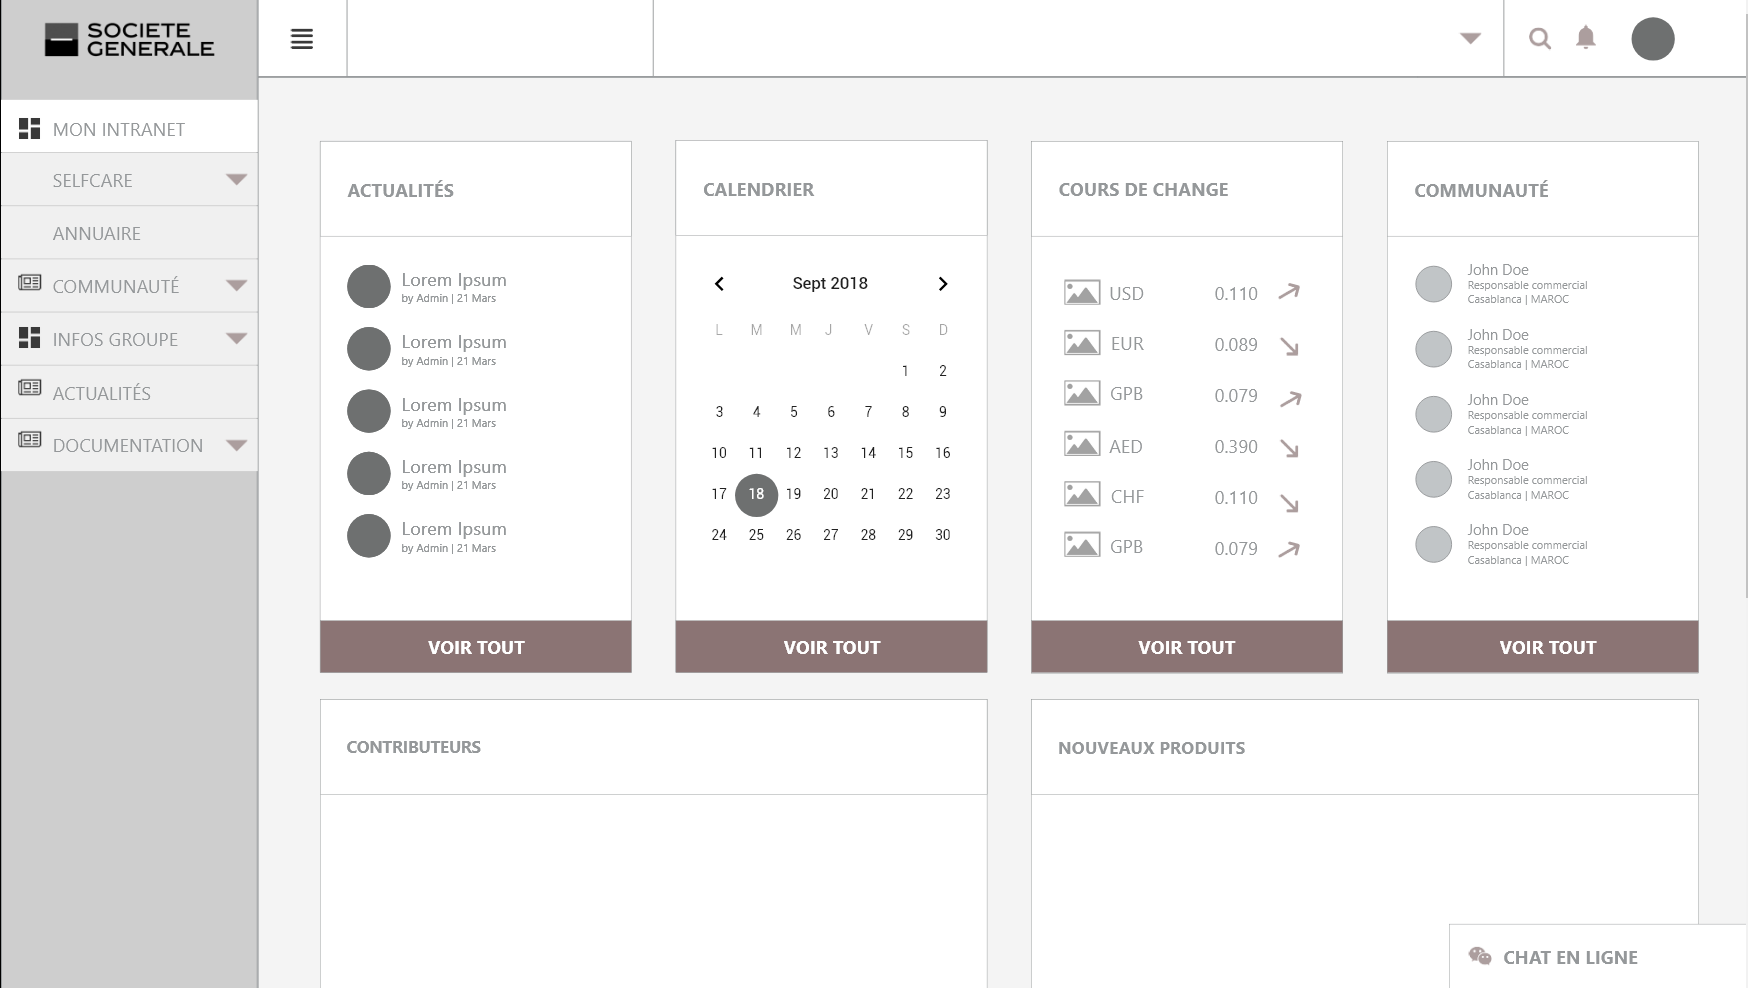 SOCIETE
GENERALE
MON INTRANET
SELFCARE
ANNUAIRE
COMMUNAUTÉ
INFOS GROUPE
ACTUALITÉS
DOCUMENTATION
ACTUALITÉS
Lorem Ipsum
by Admin | 21 Mars
Lorem Ipsum
by Admin | 21 Mars
Lorem Ipsum
by Admin | 21 Mars
Lorem Ipsum
by Admin | 21 Mars
Lorem Ipsum
by Admin | 21 Mars
VOIR TOUT
CALENDRIER
Sept 2018
L M M J V S D
1 2
3 4 5 6 7 8 9
10 11 12 13 14 15 16
17 18 19 20 21 22 23
24 25 26 27 28 29 30
VOIR TOUT
COURS DE CHANGE
USD 0.110
EUR 0.089
GPB 0.079
AED 0.390
CHF 0.110
GPB 0.079
VOIR TOUT
COMMUNAUTÉ
John Doe
Responsable commercial
Casablanca | MAROC
John Doe
Responsable commercial
Casablanca | MAROC
John Doe
Responsable commercial
Casablanca | MAROC
John Doe
Responsable commercial
Casablanca | MAROC
John Doe
Responsable commercial
Casablanca | MAROC
VOIR TOUT
CONTRIBUTEURS
NOUVEAUX PRODUITS
CHAT EN LIGNE